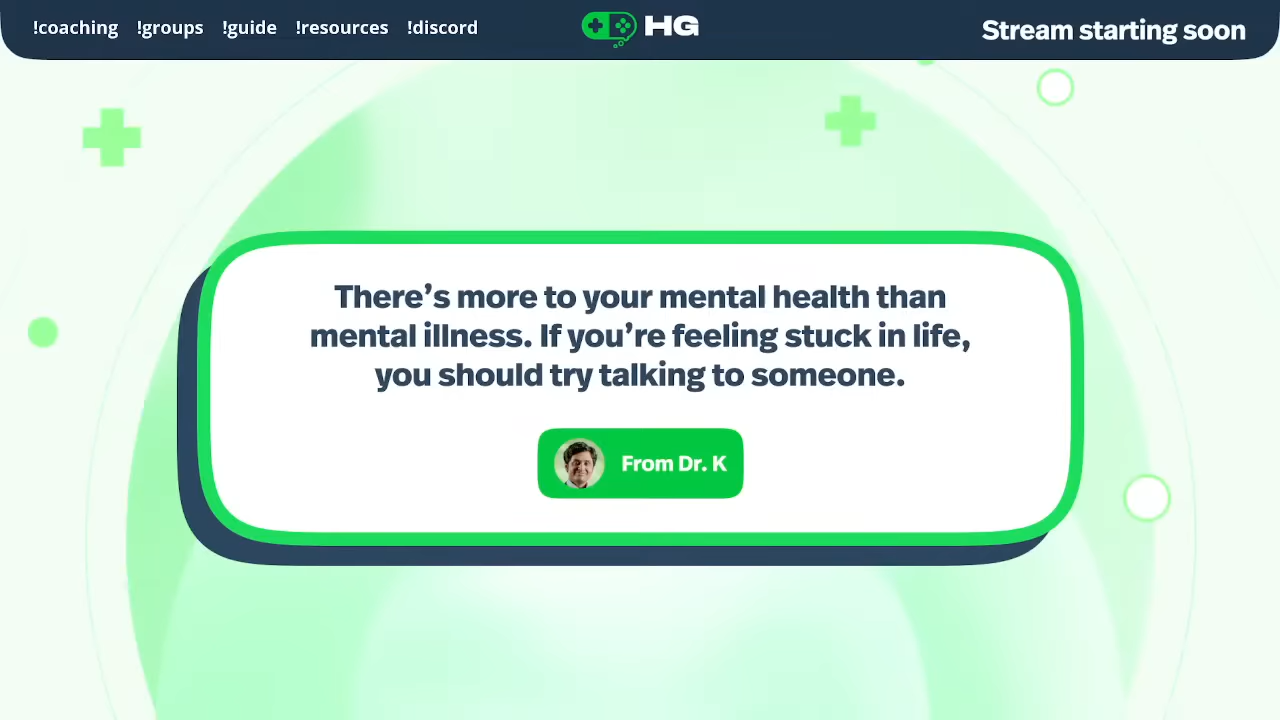 !coaching !groups !guide !resources !discord
HG
Stream starting soon
There’s more to your mental health than
mental illness. If you’re feeling stuck in life,
you should try talking to someone.
From Dr. K